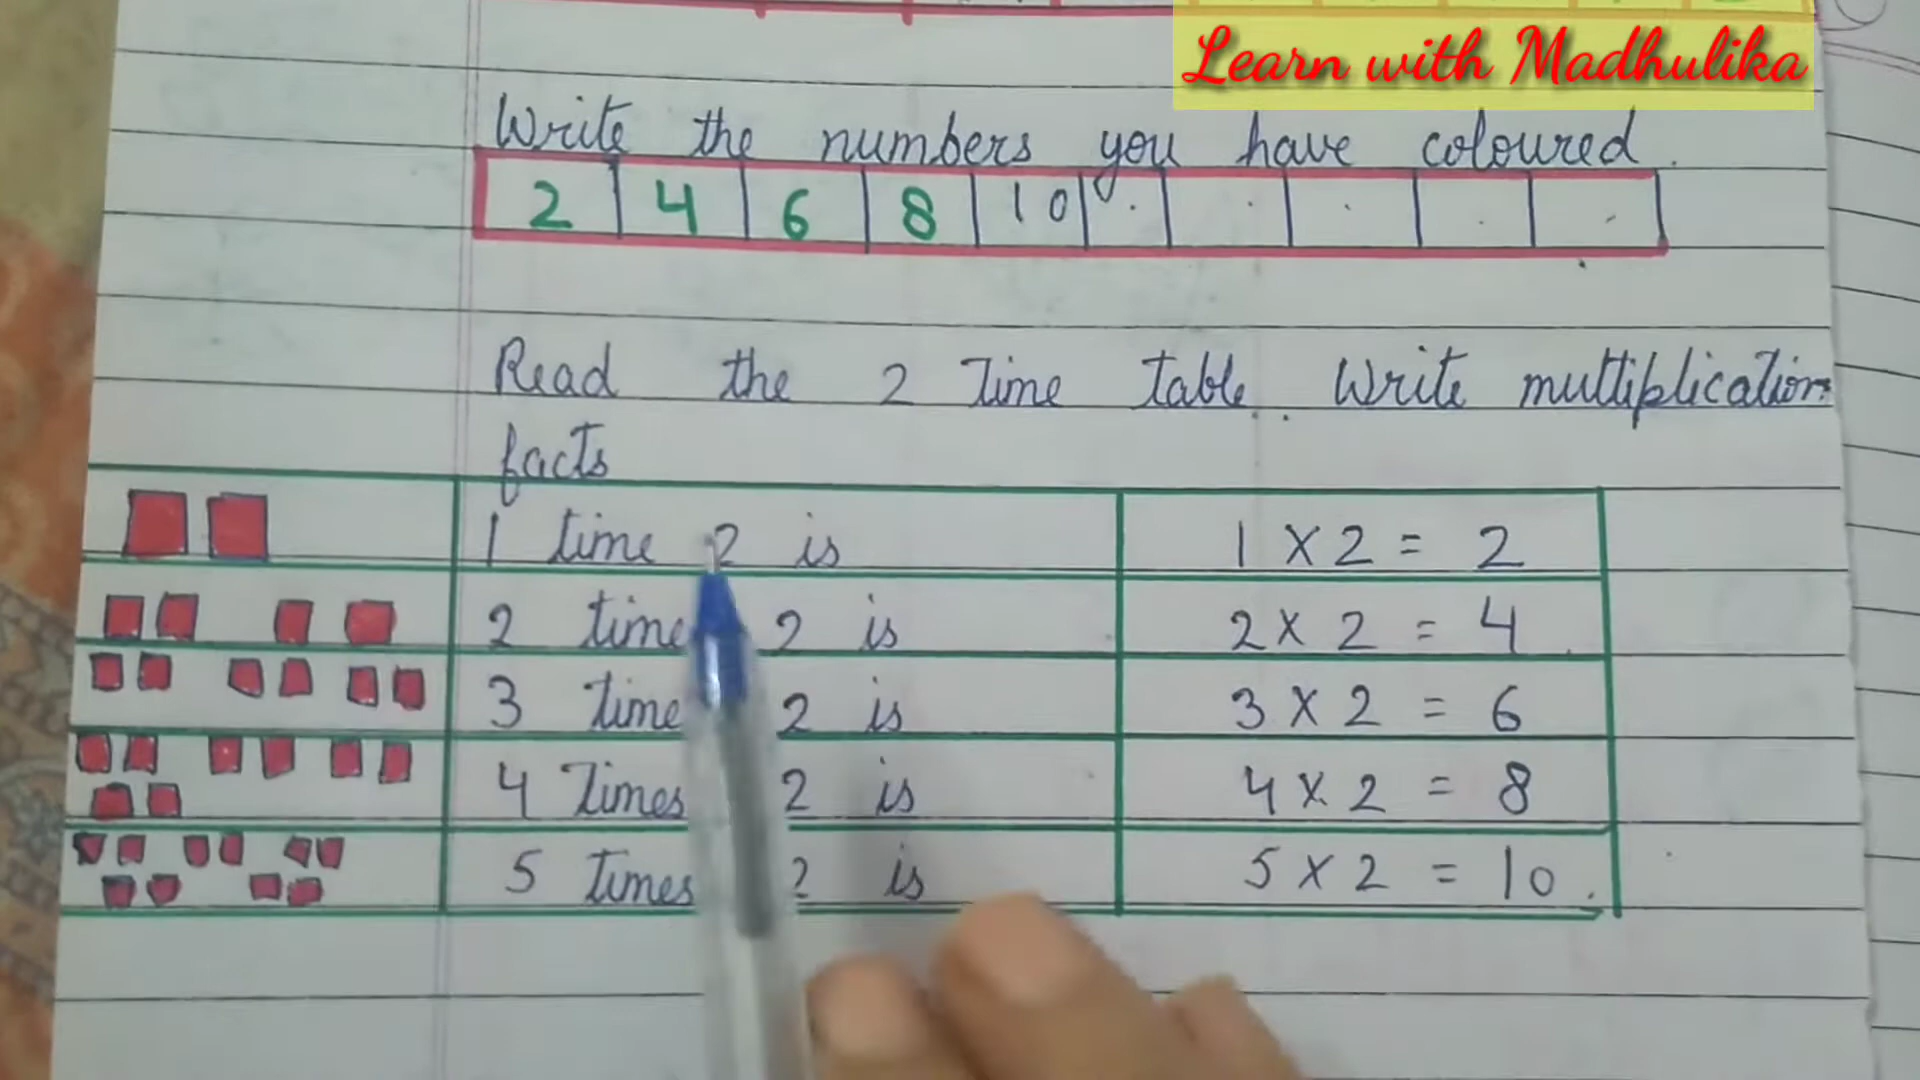 Learn with Madhulika
Write the numbers you have coloured.
2 4 6 8 10
Read the 2 Time table. Write multiplication
facts
1 time 2 is 1 X 2 = 2
2 time 2 is 2 X 2 = 4
3 time 2 is 3 X 2 = 6
4 Times 2 is 4 X 2 = 8
5 Times 2 is 5 X 2 = 10.